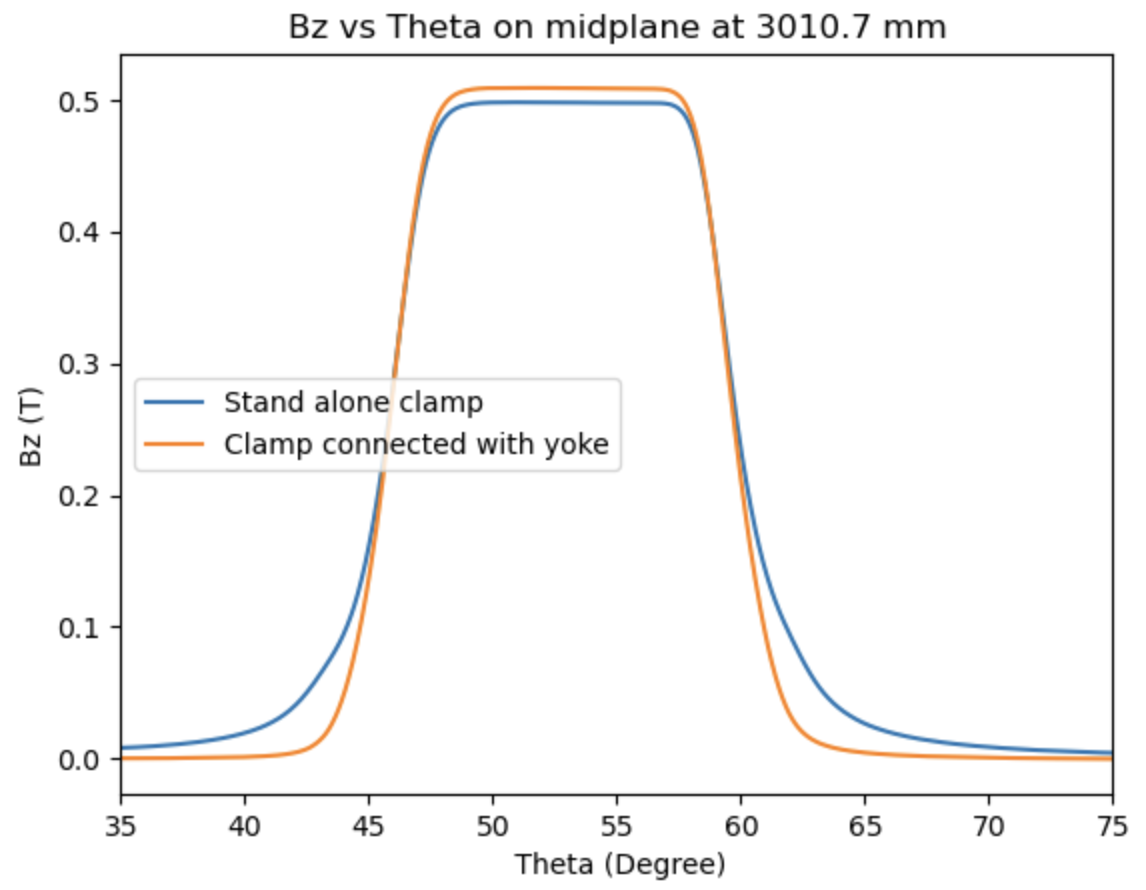 Bz vs Theta on midplane at 3010.7 mm
0.5
0.4
0.3
0.2
0.1
0.0
Bz (T)
Stand alone clamp
Clamp connected with yoke
35 40 45 50 55 60 65 70 75
Theta (Degree)